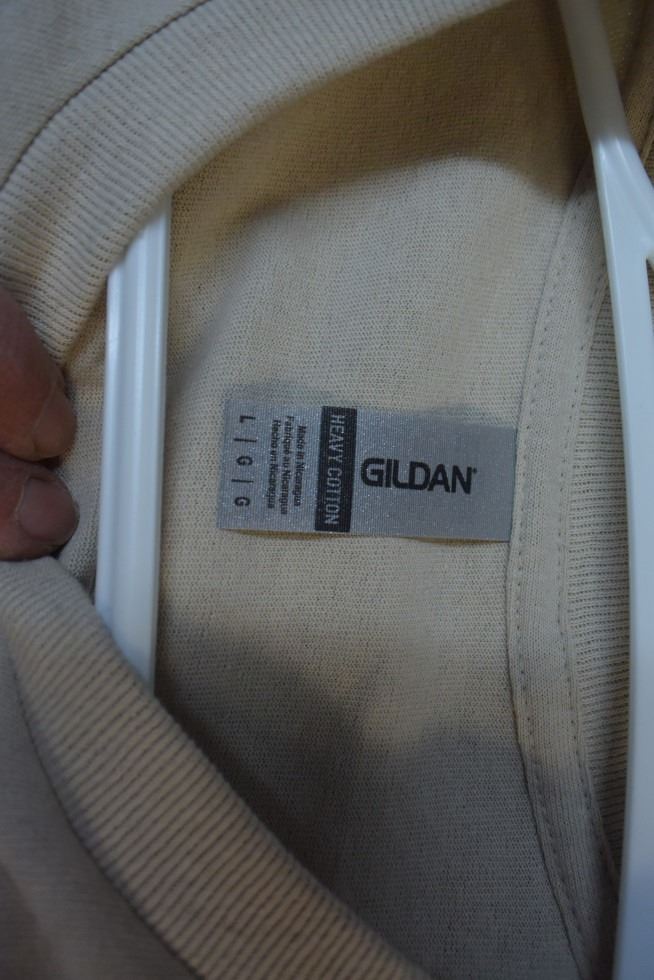 GILDAN®
HEAVY COTTON
Made in Nicaragua
Fabriqué au Nicaragua
Hecho en Nicaragua
L | G | G